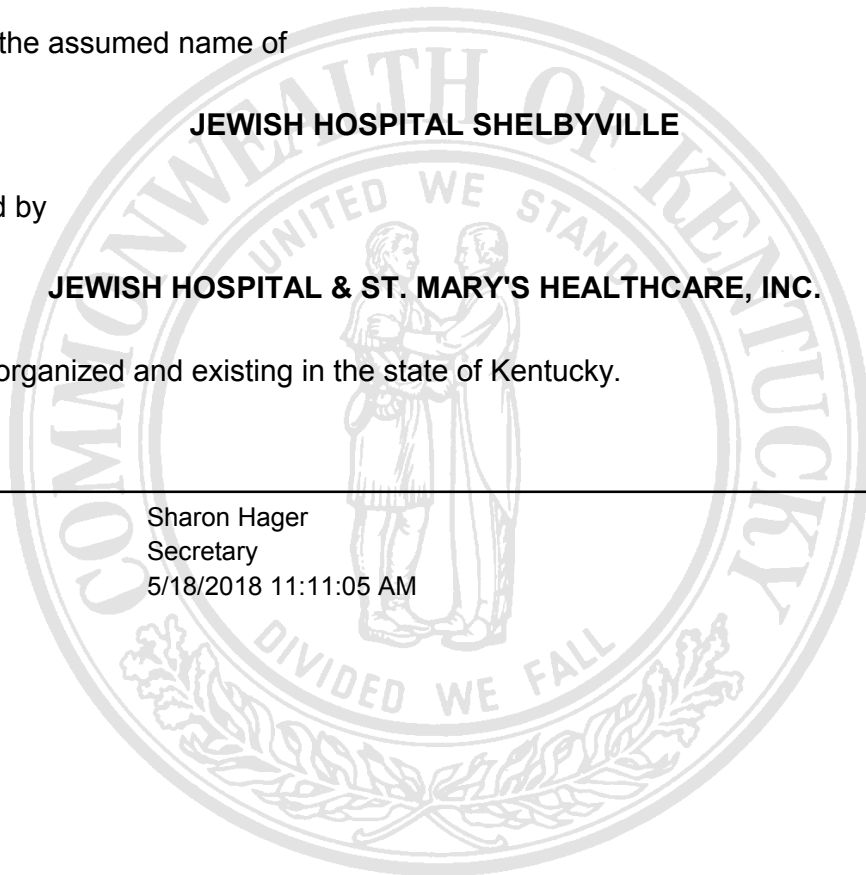 the assumed name of
JEWISH HOSPITAL SHELBYVILLE
d by
JEWISH HOSPITAL & ST. MARY'S HEALTHCARE, INC.
organized and existing in the state of Kentucky.
Sharon Hager
Secretary
5/18/2018 11:11:05 AM
COMMONWEALTH OF KENTUCKY
UNITED WE STAND
DIVIDED WE FALL